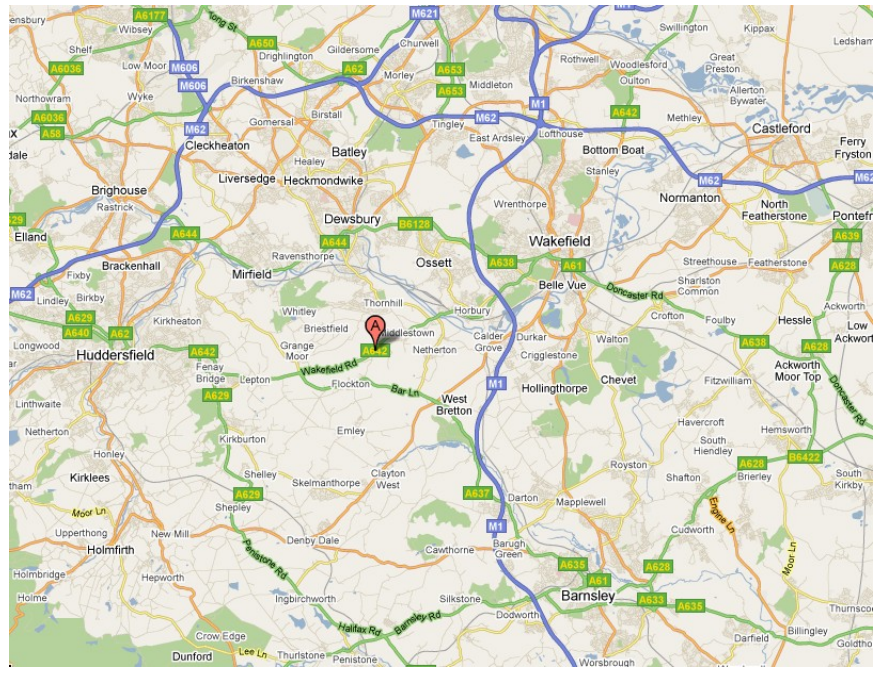 A6177
Wibsey
M621
M1
Swillington
Kippax
Shelf
A650
Drighlington
Gildersome
Churwell
Rothwell
Woodlesford
Great
Preston
Ledsham
A6036
Low Moor
M606
Birkenshaw
A62
Morley
A653
Middleton
Oulton
Northowram
Wyke
M606
A653
M1
Allerton
Bywater
A6036
Gomersal
Birstall
M62
A642
Methley
A58
M62
Tingley
East Ardsley
Lofthouse
Castleford
Cleckheaton
Batley
Bottom Boat
Ferry
Fryston
Healey
Stanley
Liversedge
Heckmondwike
M62
M62
Brighouse
Rastrick
Wrenthorpe
Normanton
North
Featherstone
Dewsbury
B6128
A644
A644
Elland
Wakefield
A639
Ravensthorpe
Ossett
A638
A61
Streethouse
Featherstone
A628
Brackenhall
Mirfield
Fixby
Belle Vue
Sharlston
Common
M62
Lindley
Birkby
Thornhill
Doncaster Rd
Whitley
Horbury
Crofton
Ackworth
A629
Kirkheaton
Briestfield
A
Middlestown
Foulby
Hessle
A640
A62
Calder
Grove
Durkar
Walton
Low
Longwood
Grange
Moor
Netherton
A638
A628
Huddersfield
A642
A642
Crigglestone
Ackworth
Moor Top
Fenay
Bridge
Lepton
Wakefield Rd
Flockton
Bar Ln
M1
Hollingthorpe
Chevet
Fitzwilliam
Doncaster Rd
A629
Linthwaite
West
Bretton
Havercroft
Netherton
Emley
Hemsworth
Kirkburton
South
Hiendley
Honley
B6422
Kirklees
Shelley
Clayton
West
Royston
A628
South
Kirkby
Skelmanthorpe
Shafton
Brierley
A629
A637
Darton
Moor Ln
Shepley
Mapplewell
Engine Ln
Upperthong
New Mill
M1
Cudworth
Holmfirth
Denby Dale
Cawthorne
Barugh
Green
Moor Ln
Penistone Rd
A635
A628
Holmbridge
Hepworth
A61
Holme
Ingbirchworth
Silkstone
Barnsley
A633
A635
Barnsley Rd
Dodworth
Halifax Rd
Billingley
Crow Edge
Darfield
Lee Ln
Dunford
Thurlstone
Penistone
Worsbrough